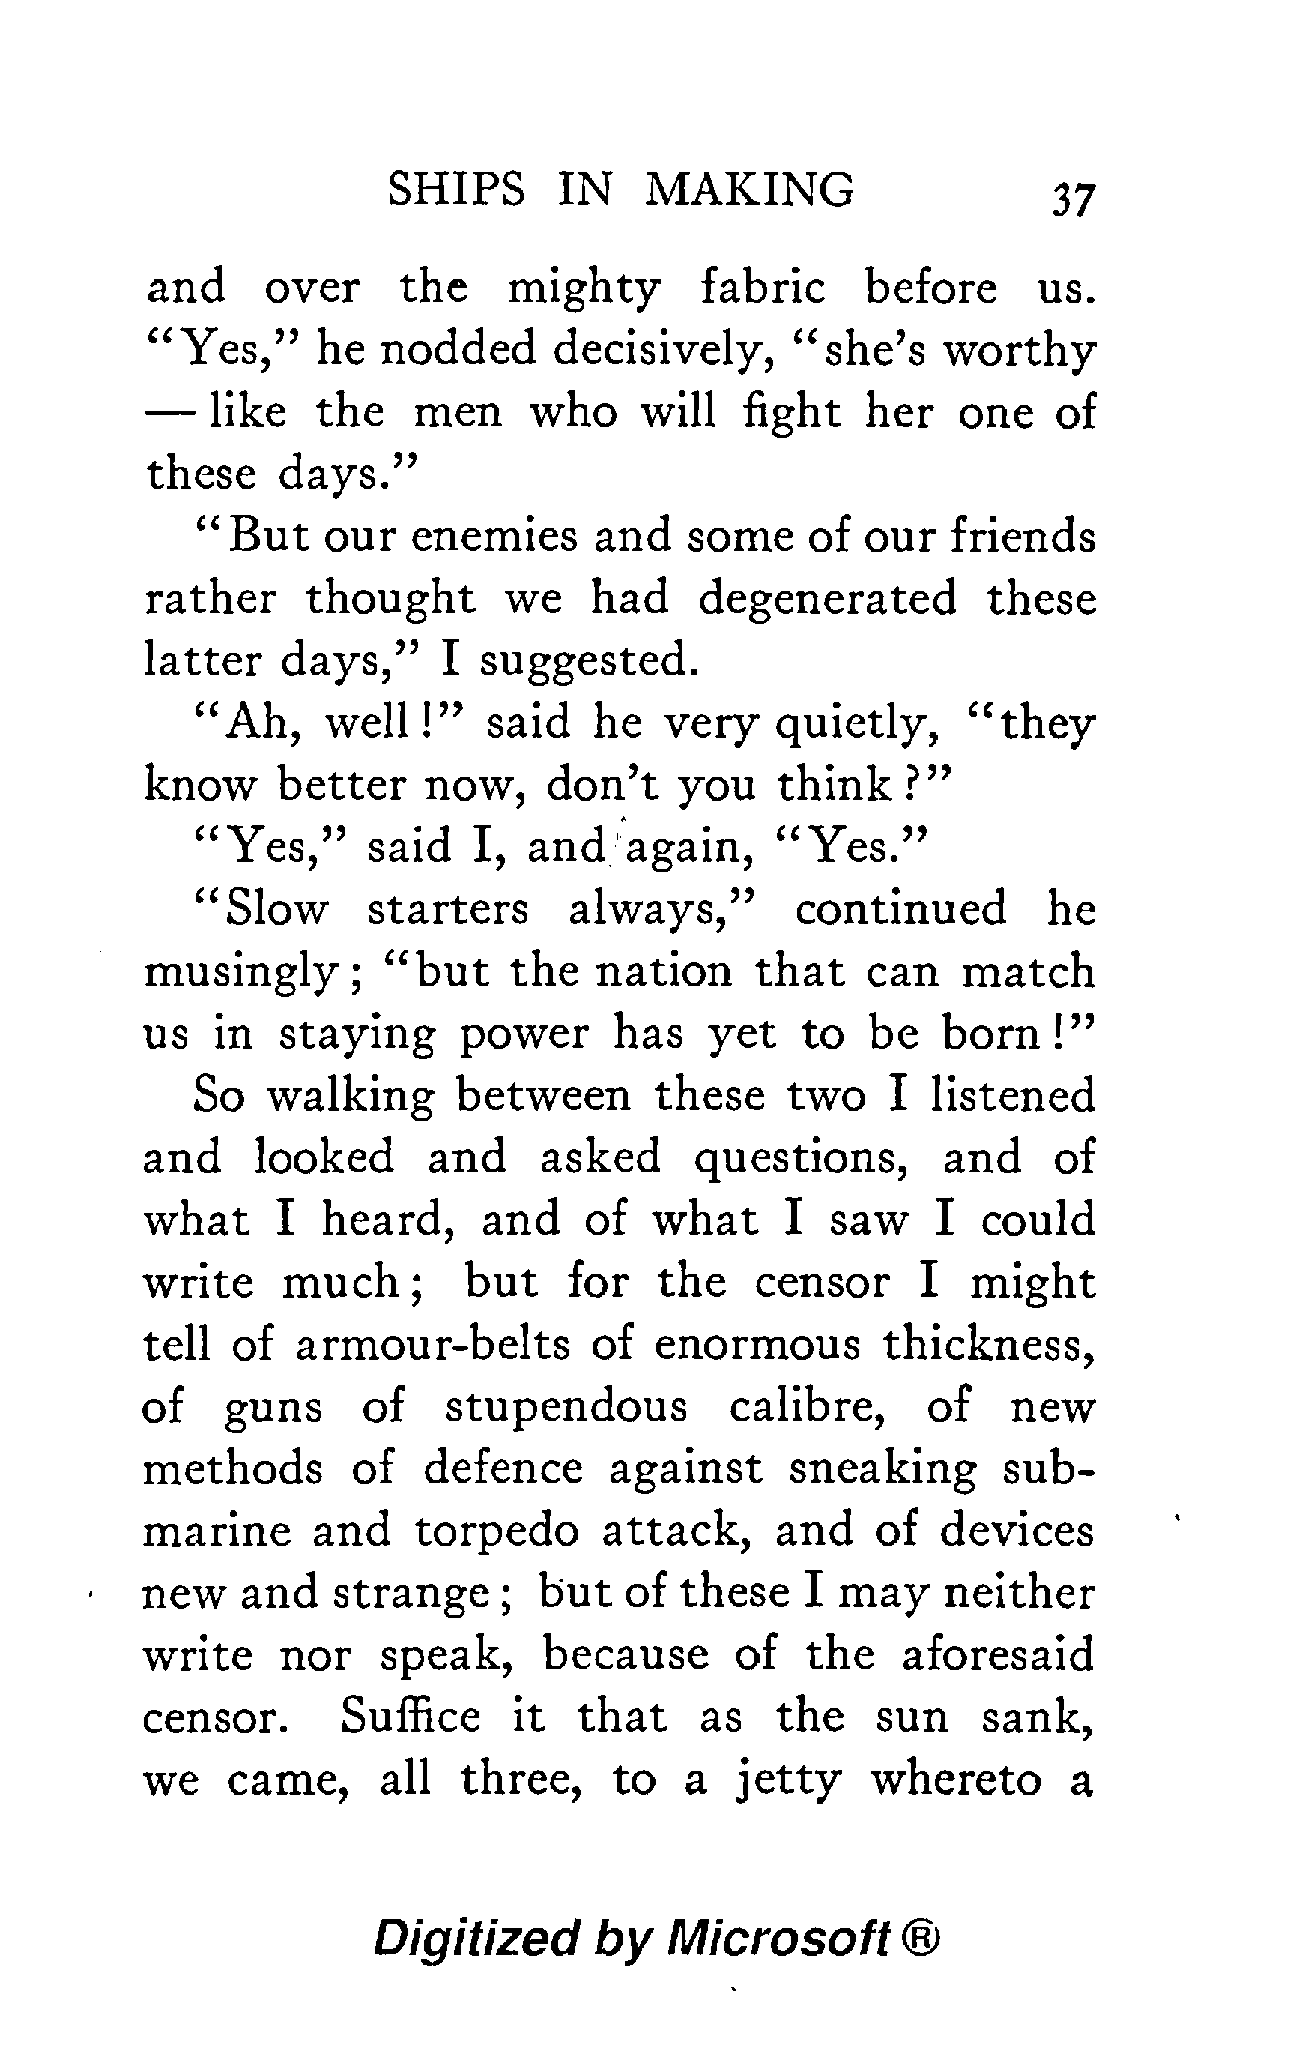 SHIPS IN MAKING 37
and over the mighty fabric before us.
“Yes,” he nodded decisively, “she’s worthy
— like the men who will fight her one of
these days.”
“But our enemies and some of our friends
rather thought we had degenerated these
latter days,” I suggested.
“Ah, well!” said he very quietly, “they
know better now, don’t you think?”
“Yes,” said I, and again, “Yes.”
“Slow starters always,” continued he
musingly; “but the nation that can match
us in staying power has yet to be born!”
So walking between these two I listened
and looked and asked questions, and of
what I heard, and of what I saw I could
write much; but for the censor I might
tell of armour-belts of enormous thickness,
of guns of stupendous calibre, of new
methods of defence against sneaking sub-
marine and torpedo attack, and of devices
new and strange; but of these I may neither
write nor speak, because of the aforesaid
censor. Suffice it that as the sun sank,
we came, all three, to a jetty whereto a
Digitized by Microsoft ®